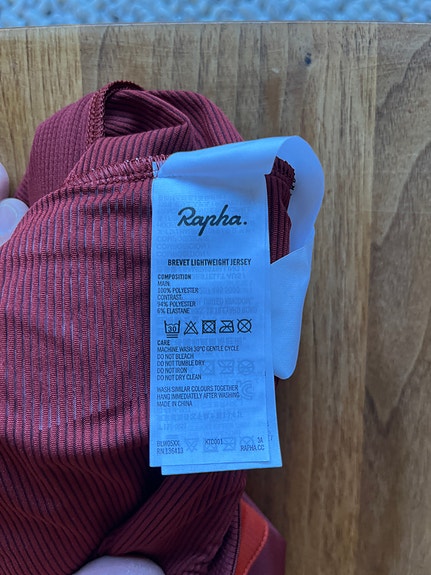 Rapha.
BREVET LIGHTWEIGHT JERSEY
COMPOSITION
MAIN:
100% POLYESTER
CONTRAST:
94% POLYESTER
6% ELASTANE
30
CARE
MACHINE WASH 30°C GENTLE CYCLE
DO NOT BLEACH
DO NOT TUMBLE DRY
DO NOT IRON
DO NOT DRY CLEAN
WASH SIMILAR COLOURS TOGETHER
HANG IMMEDIATELY AFTER WASHING
MADE IN CHINA
KTC001
RAPHA.CC